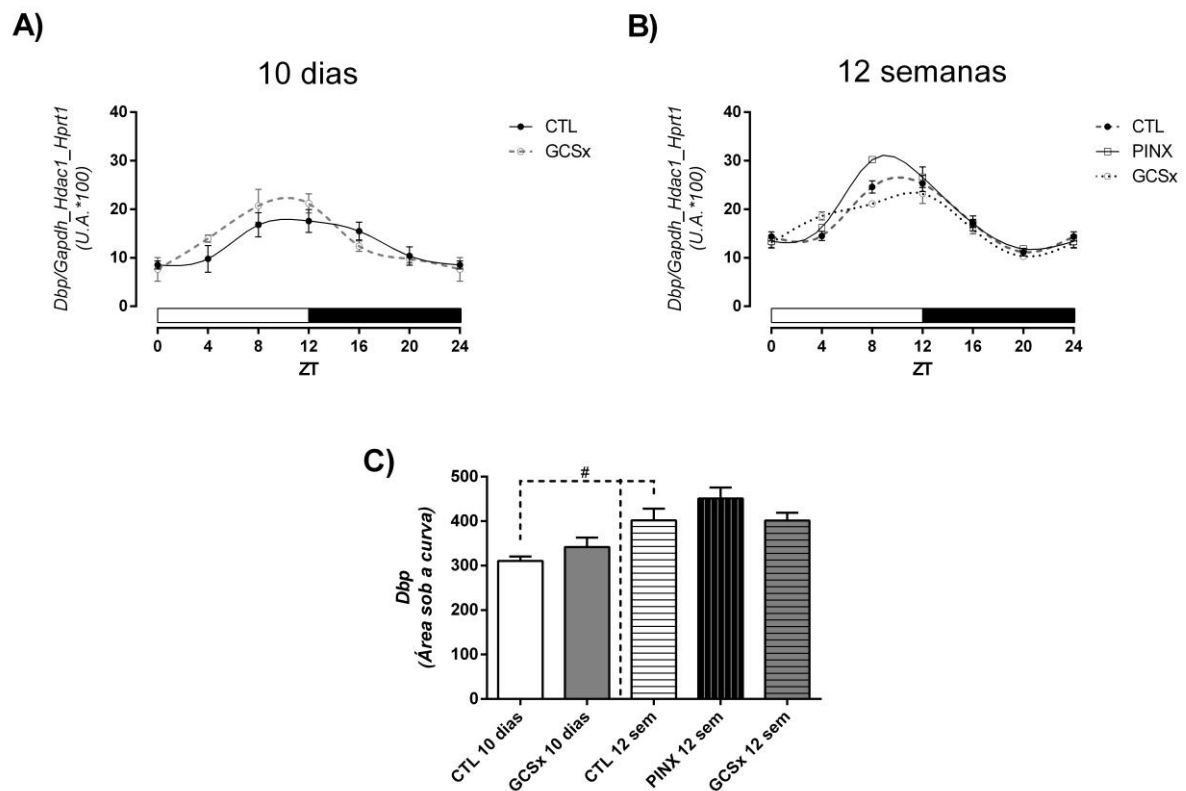 A)
10 dias
Dbp/Gapdh_Hdac1_Hprt1
(U.A.*100)
40
30
20
10
0
CTL
GCSx
0 4 8 12 16 20 24
ZT
B)
12 semanas
Dbp/Gapdh_Hdac1_Hprt1
(U.A.*100)
40
30
20
10
0
CTL
PINX
GCSx
0 4 8 12 16 20 24
ZT
C)
Dbp
(Área sob a curva)
500
400
300
200
100
0
#
CTL 10 dias
GCSx 10 dias
CTL 12 sem
PINX 12 sem
GCSx 12 sem